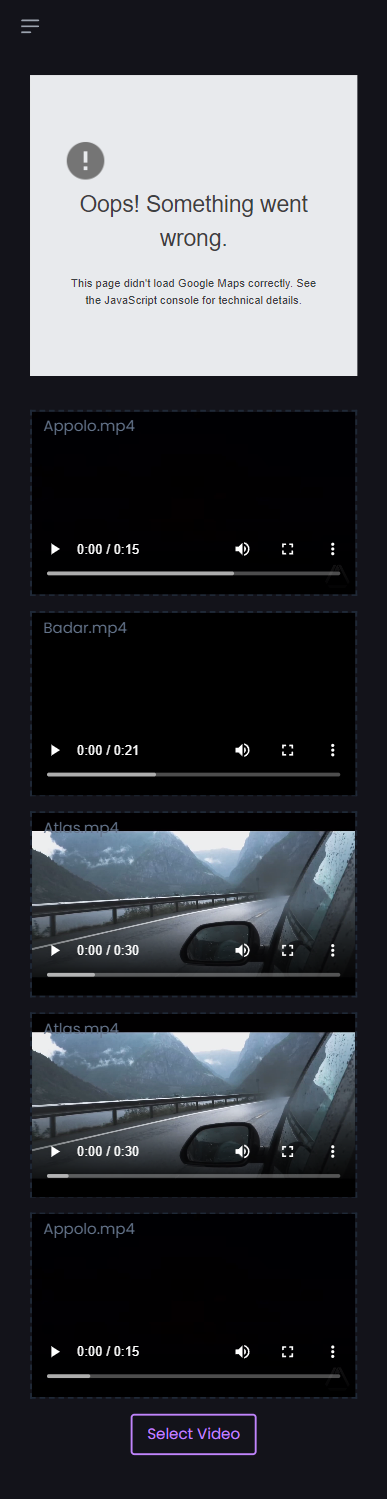 Oops! Something went
wrong.
This page didn't load Google Maps correctly. See
the JavaScript console for technical details.
Appolo.mp4
0:00 / 0:15
Badar.mp4
0:00 / 0:21
Atlas.mp4
0:00 / 0:30
Atlas.mp4
0:00 / 0:30
Appolo.mp4
0:00 / 0:15
Select Video